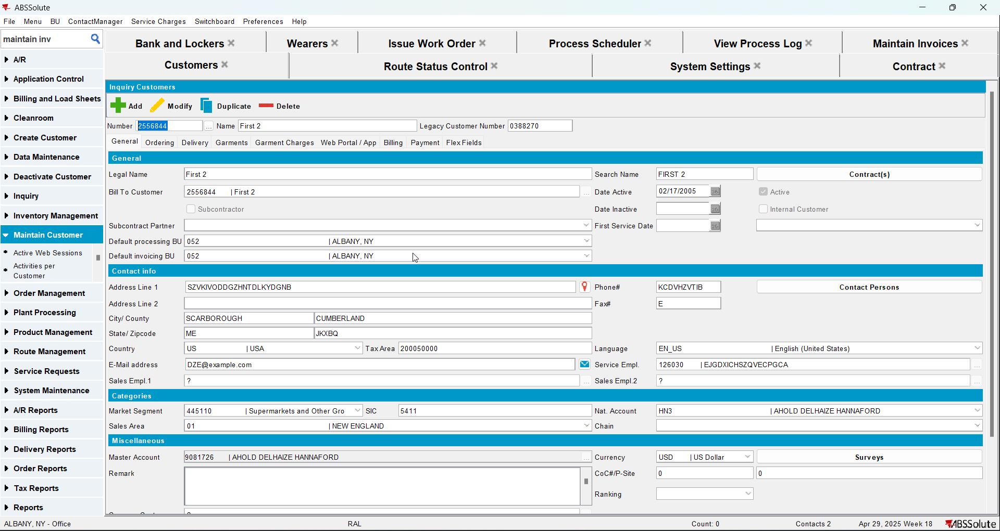 ABSSolute
File Menu BU ContactManager Service Charges Switchboard Preferences Help
maintain inv
Bank and Lockers Wearers Issue Work Order Process Scheduler View Process Log Maintain Invoices
Customers Route Status Control System Settings Contract
A/R
Application Control
Billing and Load Sheets
Cleanroom
Create Customer
Data Maintenance
Deactivate Customer
Inquiry
Inventory Management
Maintain Customer
Active Web Sessions
Activities per
Customer
Order Management
Plant Processing
Product Management
Route Management
Service Requests
System Maintenance
A/R Reports
Billing Reports
Delivery Reports
Order Reports
Tax Reports
Reports
Inquiry Customers
Add Modify Duplicate Delete
Number 2556844 ... Name First 2 Legacy Customer Number 0388270
General Ordering Delivery Garments Garment Charges Web Portal / App Billing Payment Flex Fields
General
Legal Name First 2 Search Name FIRST 2 Contract(s)
Bill To Customer 2556844 | First 2 ... Date Active 02/17/2005 16 Active
Subcontractor Date Inactive 16 Internal Customer
Subcontract Partner First Service Date 16
Default processing BU 052 | ALBANY, NY
Default invoicing BU 052 | ALBANY, NY
Contact info
Address Line 1 SZVKIVODDGZHNTDLKYDGNB Phone# KCDVHZVTIB Contact Persons
Address Line 2 Fax# E
City/ County SCARBOROUGH CUMBERLAND
State/ Zipcode ME JKXBQ
Country US | USA Tax Area 200050000 Language EN_US | English (United States)
E-Mail address DZE@example.com Service Empl. 126030 | EJGDXICHSZQVECPGCA ...
Sales Empl.1 ? ... Sales Empl.2 ? ...
Categories
Market Segment 445110 | Supermarkets and Other Gro SIC 5411 Nat. Account HN3 | AHOLD DELHAIZE HANNAFORD
Sales Area 01 | NEW ENGLAND Chain
Miscellaneous
Master Account 9081726 | AHOLD DELHAIZE HANNAFORD ... Currency USD | US Dollar Surveys
Remark CoC#/P-Site 0 0
Ranking
ALBANY, NY - Office RAL Count: 0 Contacts 2 Apr 29, 2025 Week 18 ABSSolute